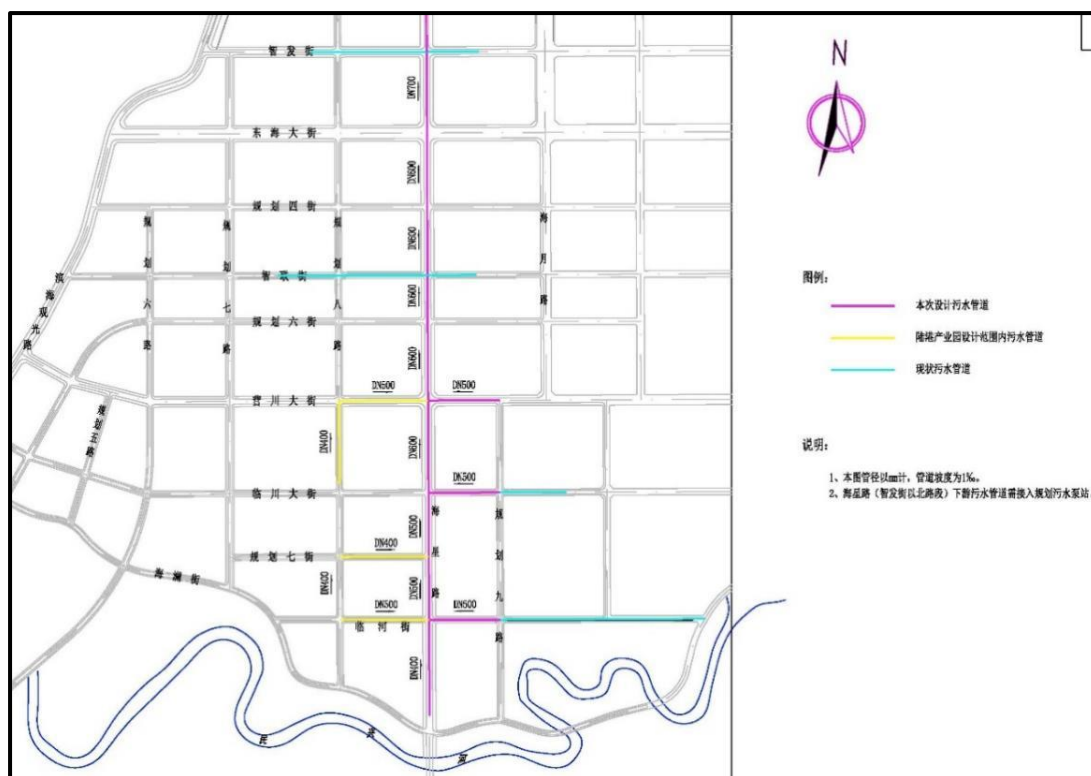 N
智发街
DN700
东海大街
DN600
规划四街
DN600
规划六路
规划七路
规划八路
海月路
智联街
DN600
滨海观光路
规划六街
DN600
DN600
DN500
营川大街
DN400
规划五路
DN600
DN500
临川大街
DN500
海星路
规划九路
DN400
规划七街
DN400
DN500
海澜街
DN500
DN600
临河街
DN400
河
图例：
本次设计污水管道
陆港产业园设计范围内污水管道
现状污水管道
说明：
1、本图管径以mm计，管道坡度为1‰。
2、海星路（智发街以北路段）下游污水管道需接入规划污水泵站